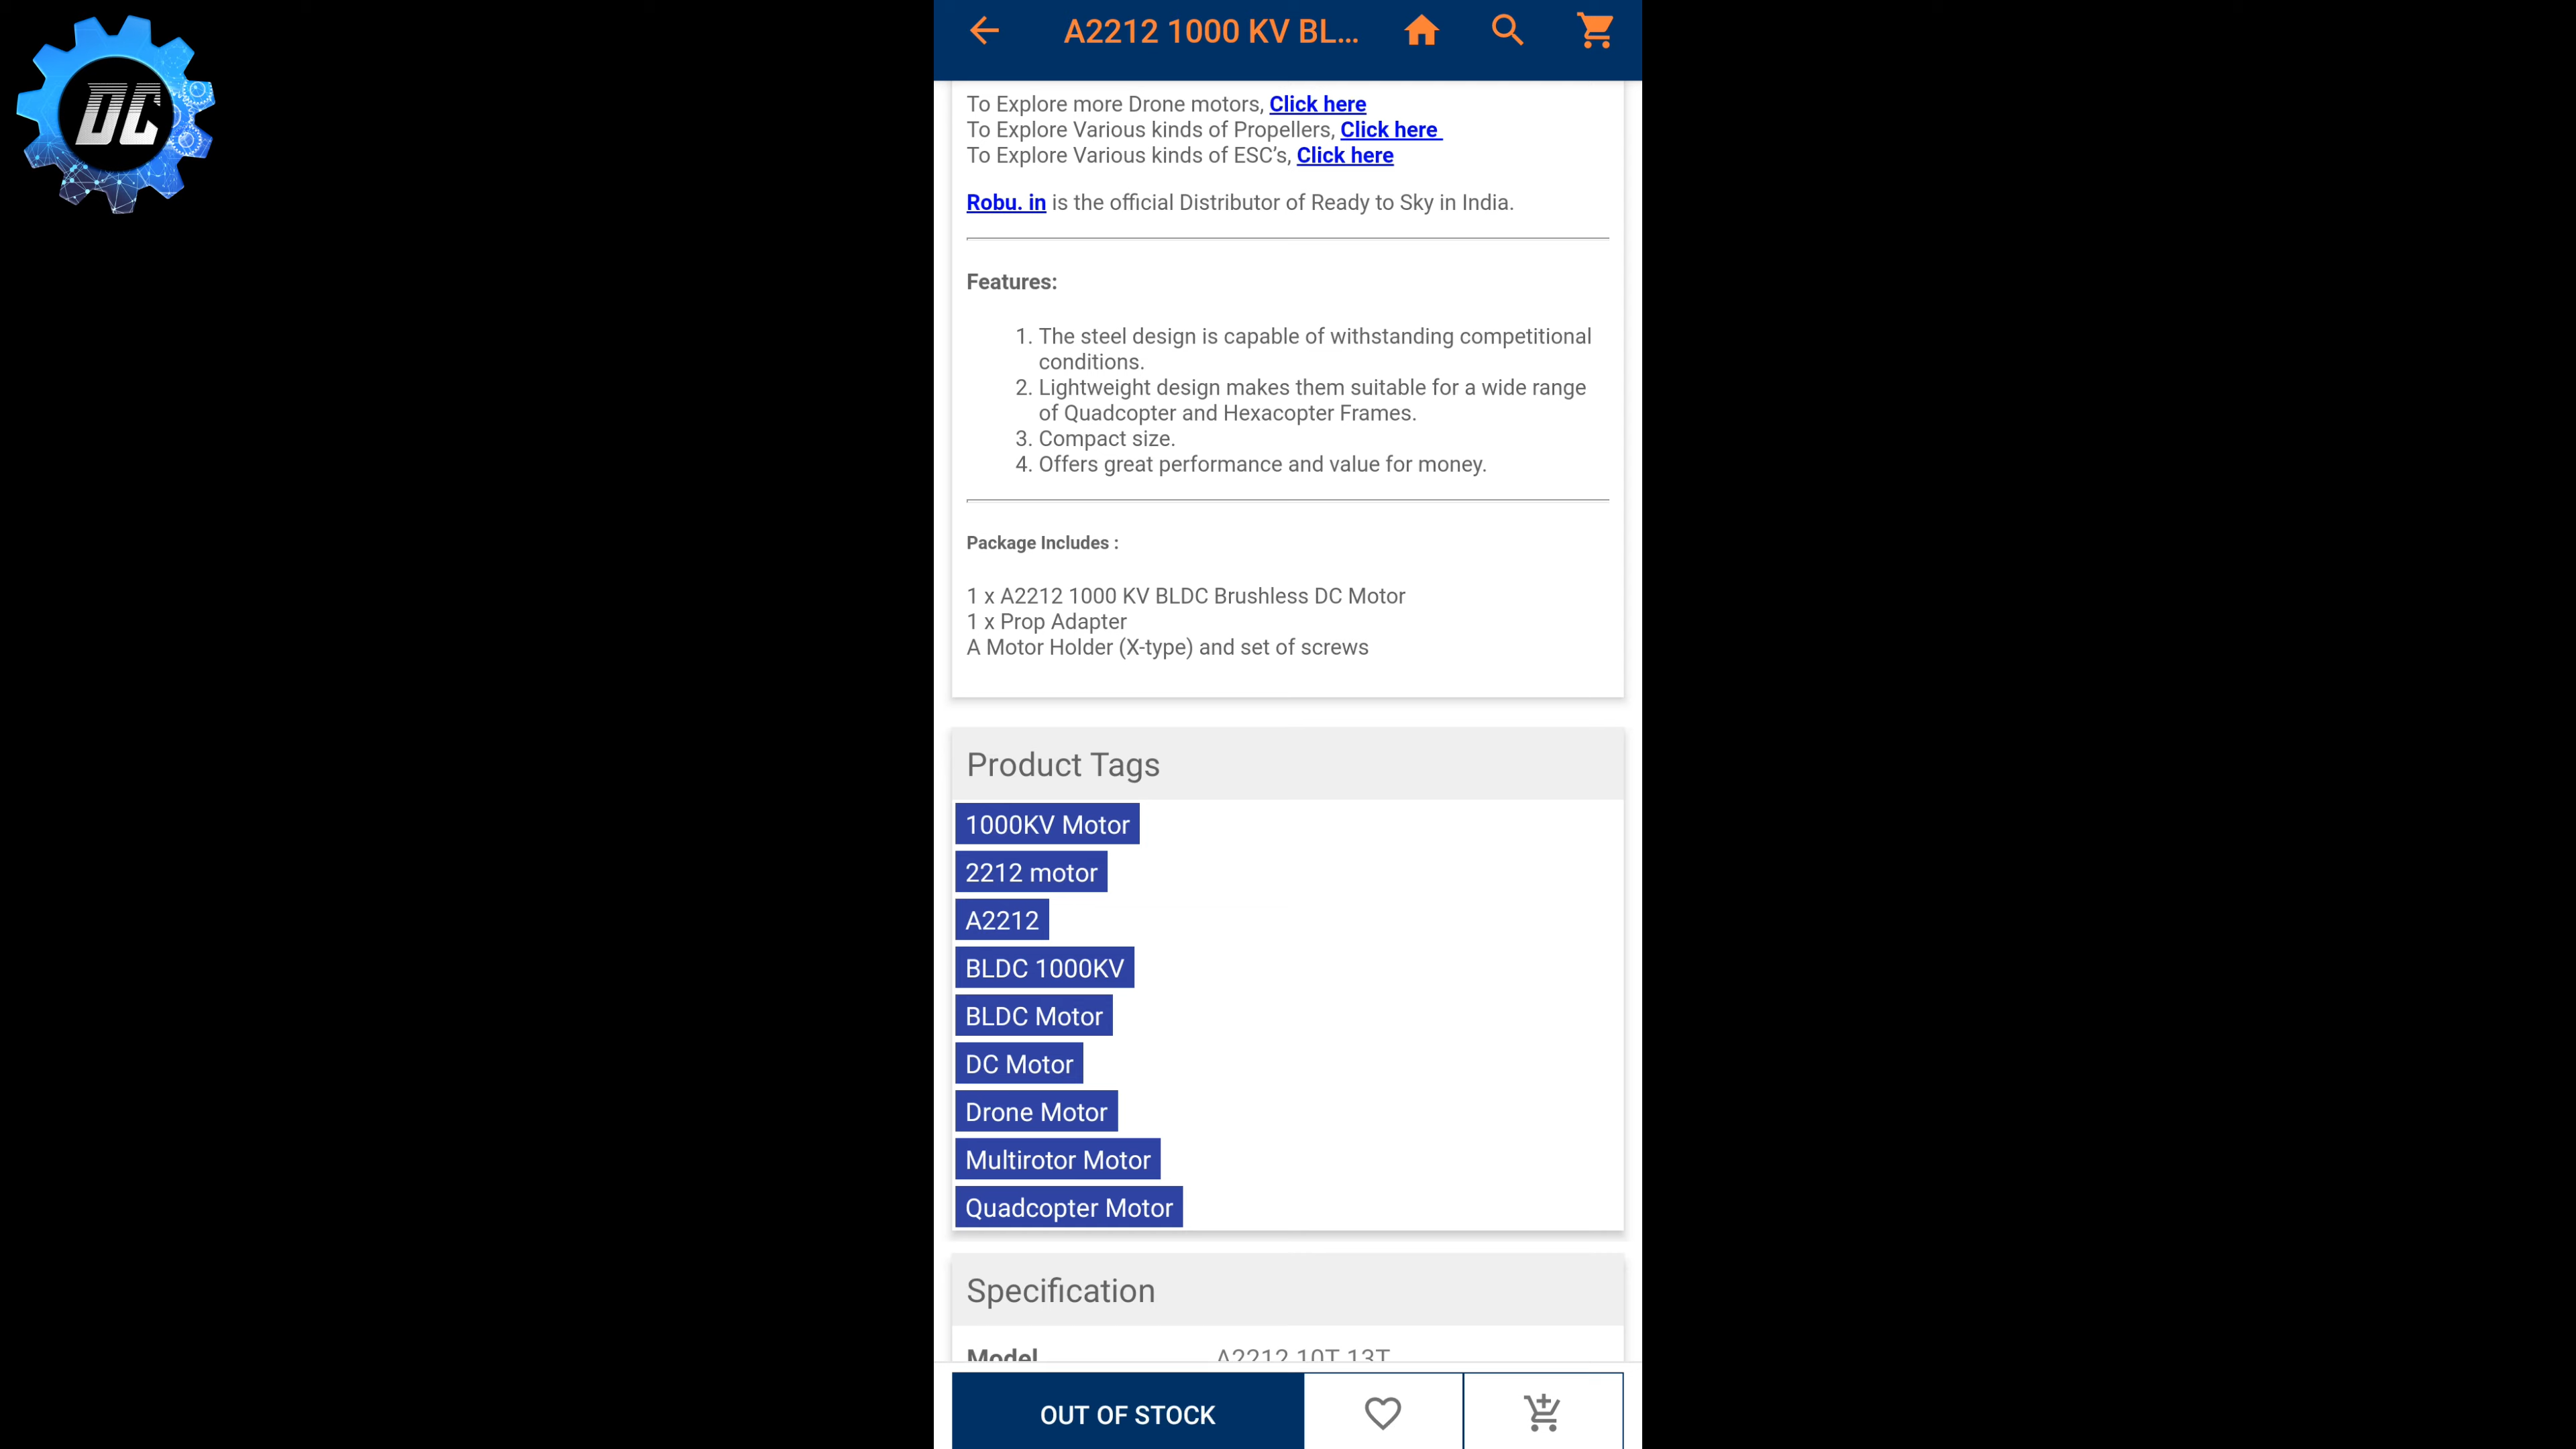 DC
A2212 1000 KV BL...
To Explore more Drone motors, Click here
To Explore Various kinds of Propellers, Click here
To Explore Various kinds of ESC’s, Click here
Robu. in is the official Distributor of Ready to Sky in India.
Features:
1. The steel design is capable of withstanding competitional
conditions.
2. Lightweight design makes them suitable for a wide range
of Quadcopter and Hexacopter Frames.
3. Compact size.
4. Offers great performance and value for money.
Package Includes :
1 x A2212 1000 KV BLDC Brushless DC Motor
1 x Prop Adapter
A Motor Holder (X-type) and set of screws
Product Tags
1000KV Motor
2212 motor
A2212
BLDC 1000KV
BLDC Motor
DC Motor
Drone Motor
Multirotor Motor
Quadcopter Motor
Specification
Model A2212 10T 13T
OUT OF STOCK